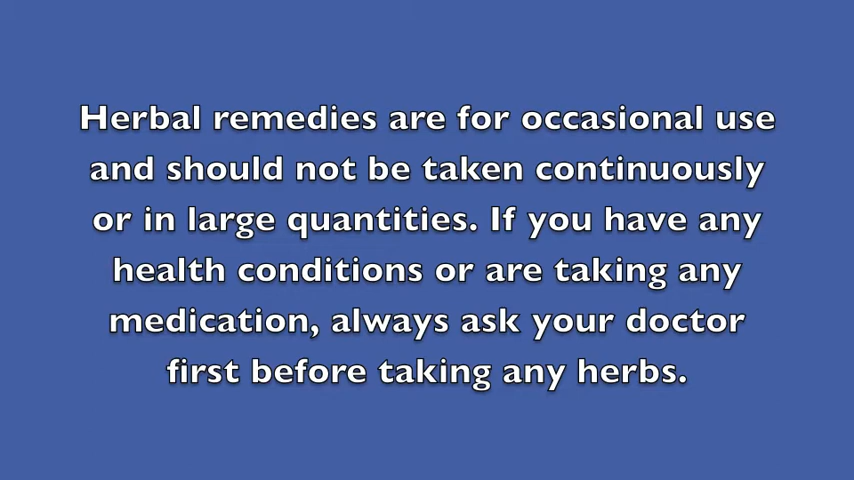 Herbal remedies are for occasional use
and should not be taken continuously
or in large quantities. If you have any
health conditions or are taking any
medication, always ask your doctor
first before taking any herbs.